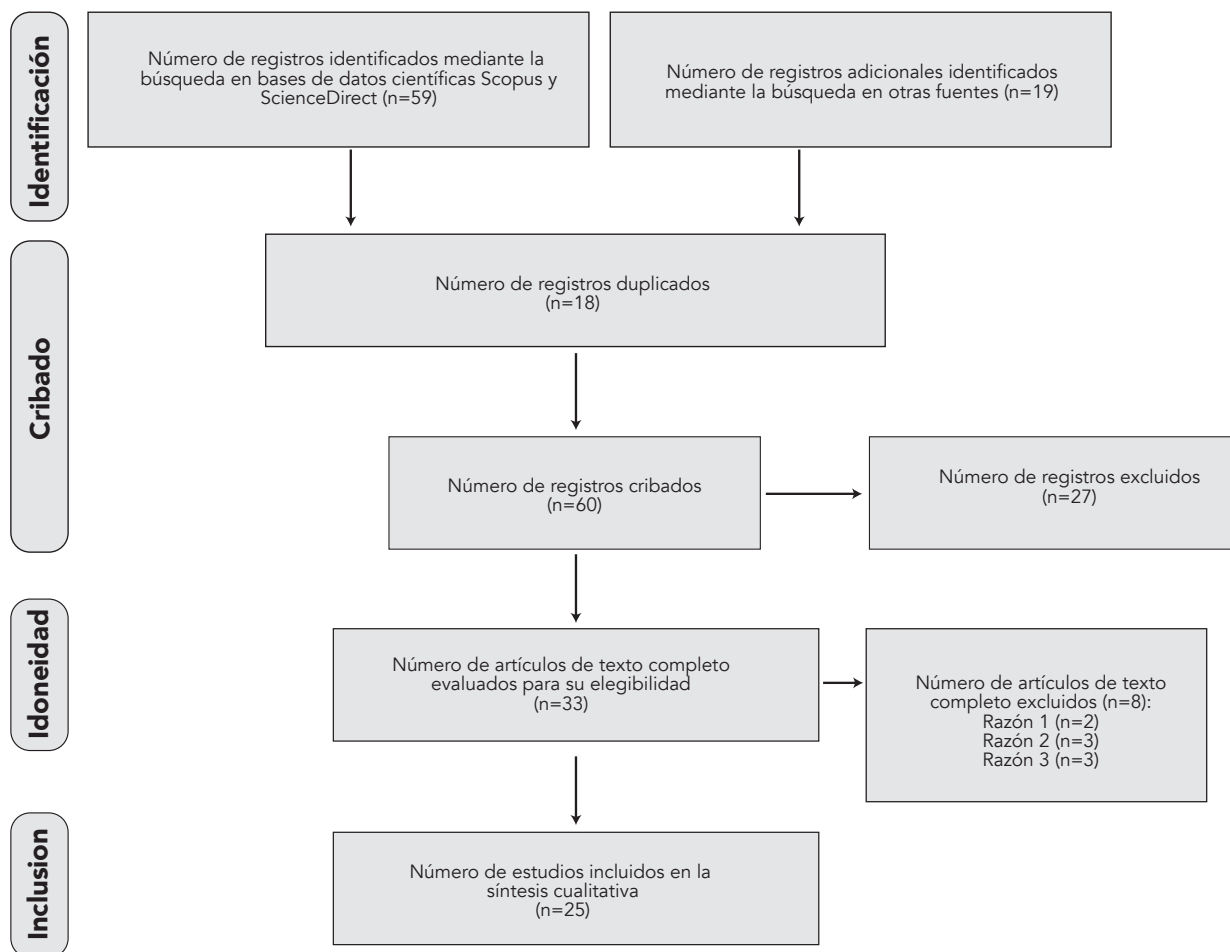 Identificación
Número de registros identificados mediante la
búsqueda en bases de datos científicas Scopus y
ScienceDirect (n=59)
Número de registros adicionales identificados
mediante la búsqueda en otras fuentes (n=19)
Cribado
Número de registros duplicados
(n=18)
Número de registros cribados
(n=60)
Número de registros excluidos
(n=27)
Idoneidad
Número de artículos de texto completo
evaluados para su elegibilidad
(n=33)
Número de artículos de texto
completo excluidos (n=8):
Razón 1 (n=2)
Razón 2 (n=3)
Razón 3 (n=3)
Inclusion
Número de estudios incluidos en la
síntesis cualitativa
(n=25)